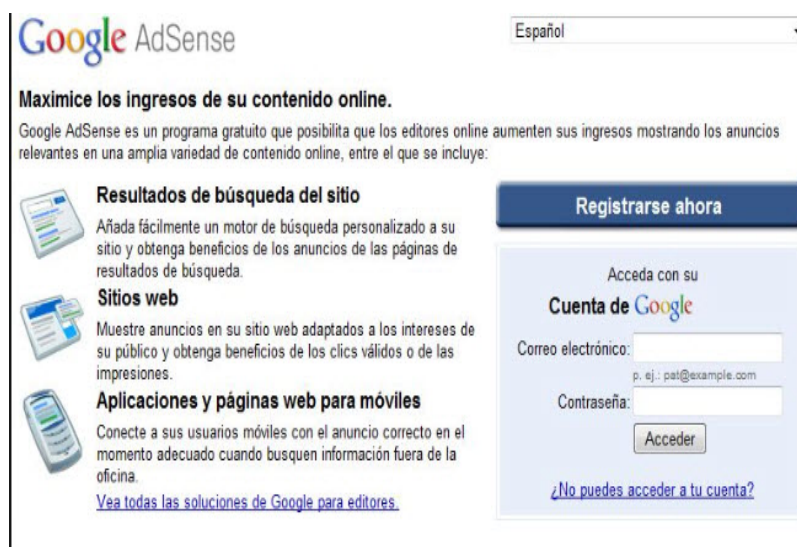 Google AdSense
Español
Maximice los ingresos de su contenido online.
Google AdSense es un programa gratuito que posibilita que los editores online aumenten sus ingresos mostrando los anuncios
relevantes en una amplia variedad de contenido online, entre el que se incluye:
Resultados de búsqueda del sitio
Añada fácilmente un motor de búsqueda personalizado a su
sitio y obtenga beneficios de los anuncios de las páginas de
resultados de búsqueda.
Sitios web
Muestre anuncios en su sitio web adaptados a los intereses de
su público y obtenga beneficios de los clics válidos o de las
impresiones.
Aplicaciones y páginas web para móviles
Conecte a sus usuarios móviles con el anuncio correcto en el
momento adecuado cuando busquen información fuera de la
oficina.
Vea todas las soluciones de Google para editores.
Registrarse ahora
Acceda con su
Cuenta de Google
Correo electrónico:
p. ej.: pat@example.com
Contraseña:
Acceder
¿No puedes acceder a tu cuenta?